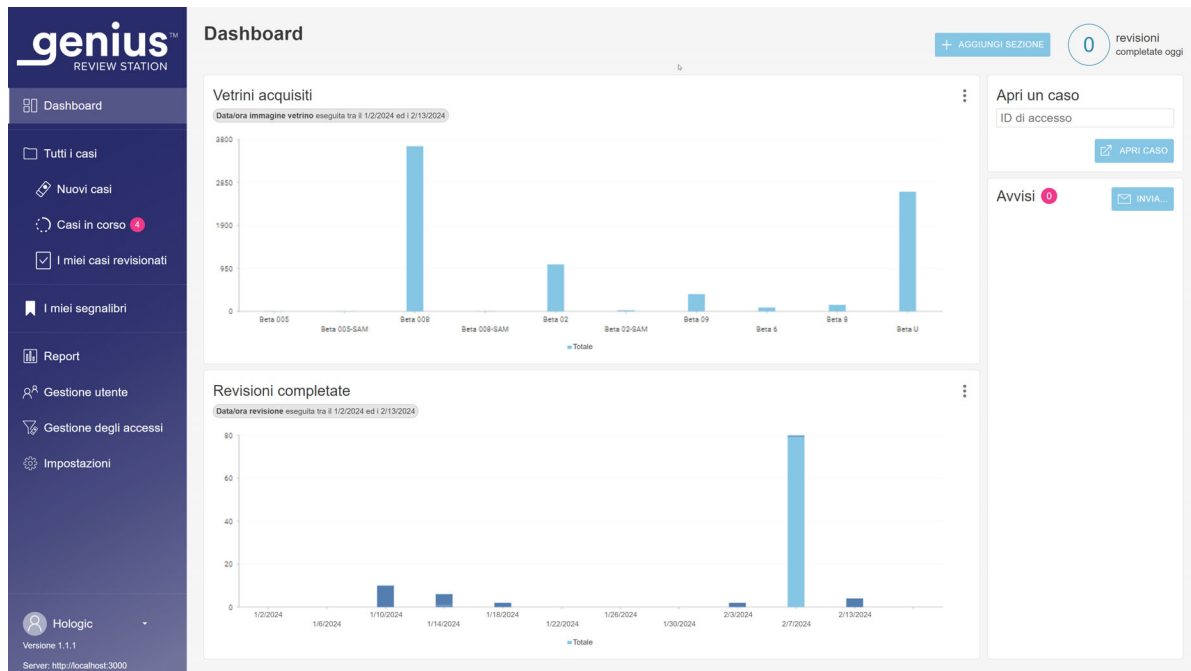 genius™
REVIEW STATION
Dashboard
Tutti i casi
Nuovi casi
Casi in corso 4
I miei casi revisionati
I miei segnalibri
Report
Gestione utente
Gestione degli accessi
Impostazioni
Hologic
Versione 1.1.1
Server: http://localhost:3000
Dashboard
+ AGGIUNGI SEZIONE
0
revisioni
completate oggi
Vetrini acquisiti
Data/ora immagine vetrino eseguita tra il 1/2/2024 ed i 2/13/2024
3800
2850
1900
950
0
Beta 005
Beta 005-SAM
Beta 008
Beta 008-SAM
Beta 02
Beta 02-SAM
Beta 09
Beta 6
Beta 8
Beta U
Totale
Revisioni completate
Data/ora revisione eseguita tra il 1/2/2024 ed i 2/13/2024
80
60
40
20
0
1/2/2024
1/6/2024
1/10/2024
1/14/2024
1/18/2024
1/22/2024
1/26/2024
1/30/2024
2/3/2024
2/7/2024
2/13/2024
Totale
Apri un caso
ID di accesso
APRI CASO
Avvisi 0
INVIA...